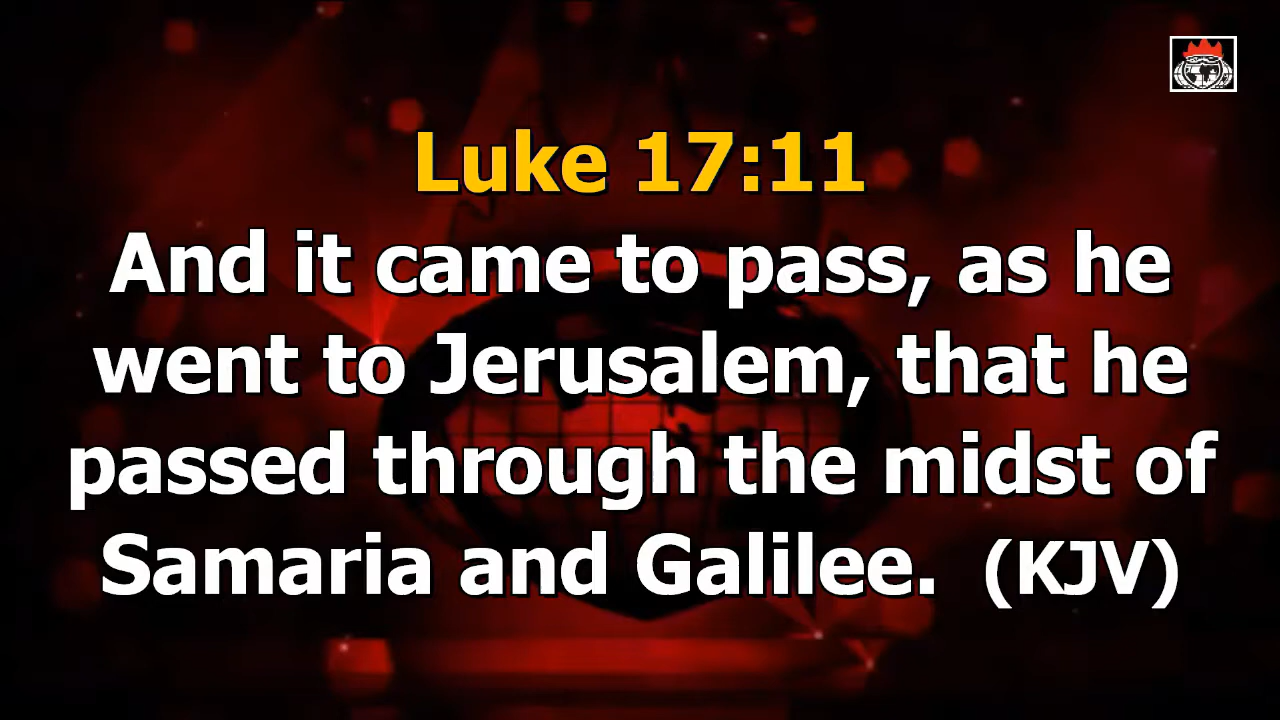 Luke 17:11
And it came to pass, as he
went to Jerusalem, that he
passed through the midst of
Samaria and Galilee.  (KJV)